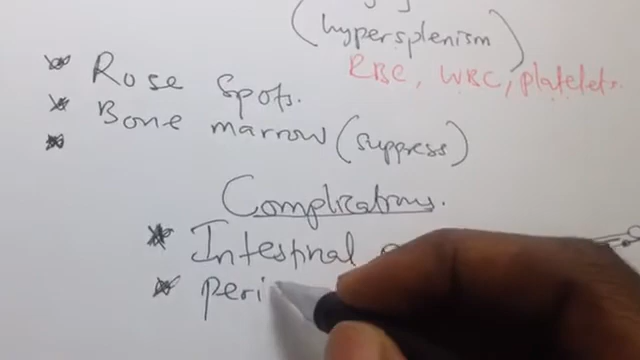 (hypersplenism)
RBC, WBC, platelets.
* Rose Spots.
* Bone marrow (suppress)
*
Complications.
* Intestinal
* Peri